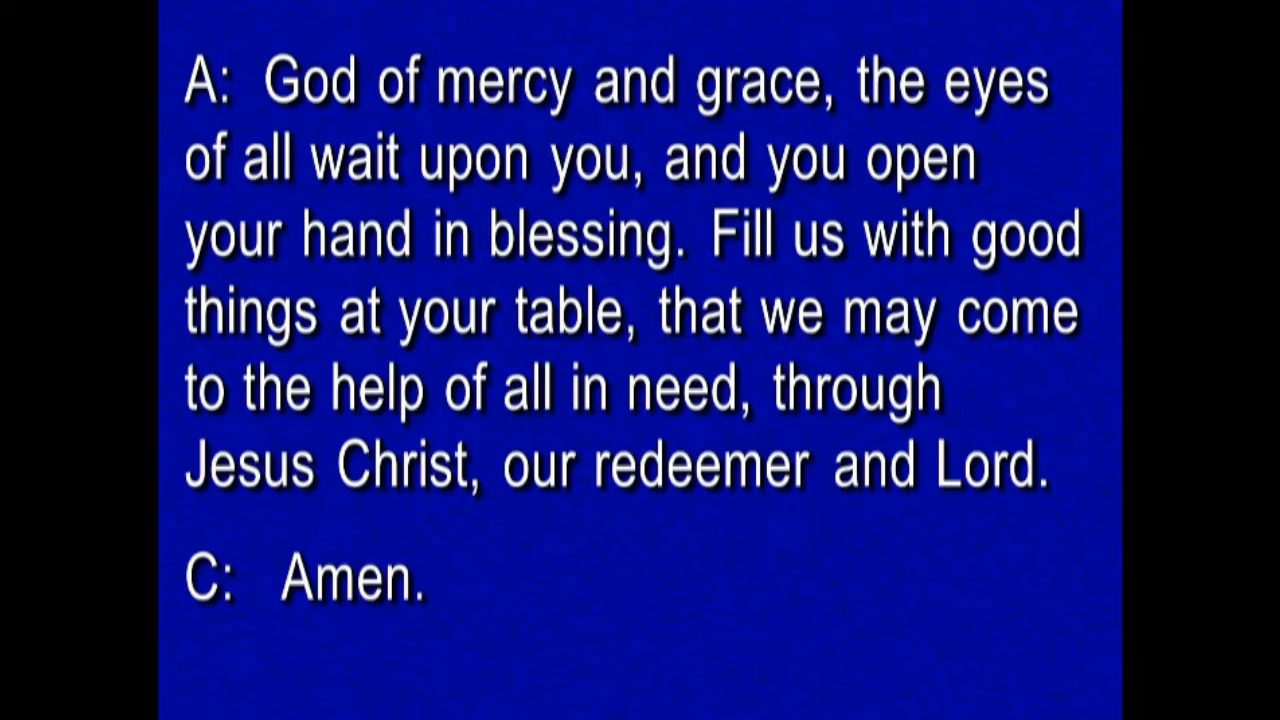 A: God of mercy and grace, the eyes
of all wait upon you, and you open
your hand in blessing. Fill us with good
things at your table, that we may come
to the help of all in need, through
Jesus Christ, our redeemer and Lord.
C: Amen.